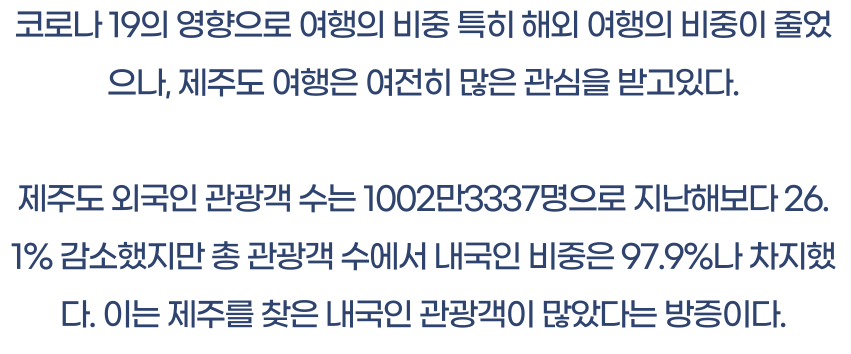 코로나 19의 영향으로 여행의 비중 특히 해외 여행의 비중이 줄었
으나, 제주도 여행은 여전히 많은 관심을 받고있다.
제주도 외국인 관광객 수는 1002만3337명으로 지난해보다 26.
1% 감소했지만 총 관광객 수에서 내국인 비중은 97.9%나 차지했
다. 이는 제주를 찾은 내국인 관광객이 많았다는 방증이다.